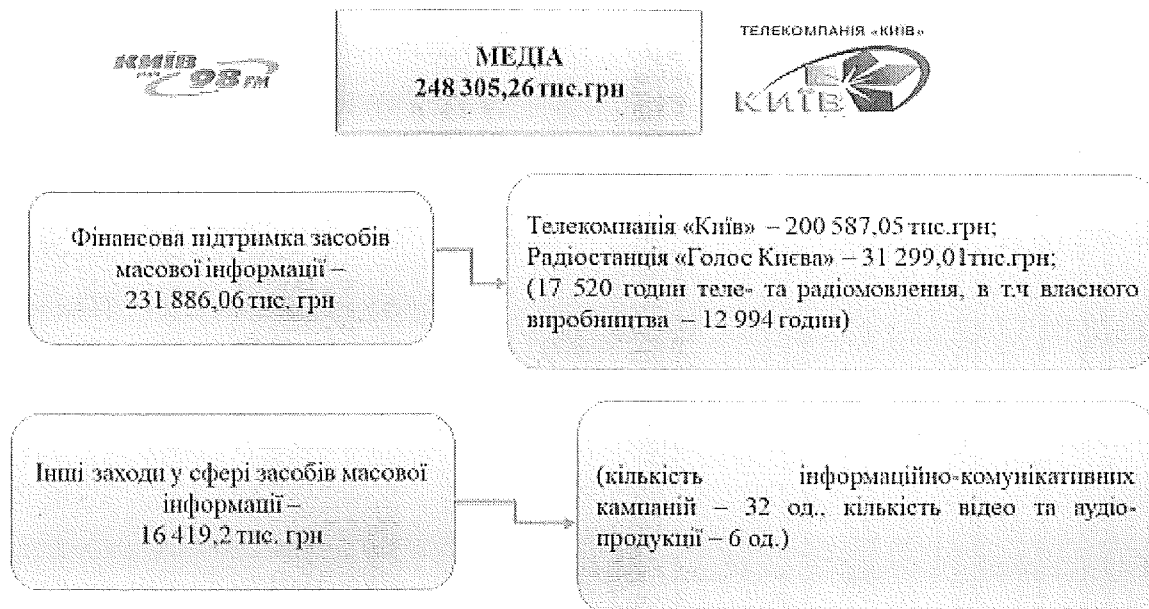 КИЇВ
98 FM
МЕДІА
248 305,26 тис.грн
ТЕЛЕКОМПАНІЯ «КИЇВ»
КИЇВ
Фінансова підтримка засобів
масової інформації –
231 886,06 тис. грн
Телекомпанія «Київ» – 200 587,05 тис.грн;
Радіостанція «Голос Києва» – 31 299,01тис.грн;
(17 520 годин теле- та радіомовлення, в т.ч власного
виробництва – 12 994 годин)
Інші заходи у сфері засобів масової
інформації –
16 419,2 тис. грн
(кількість інформаційно-комунікативних
кампаній – 32 од., кількість відео та аудіо-
продукції – 6 од.)